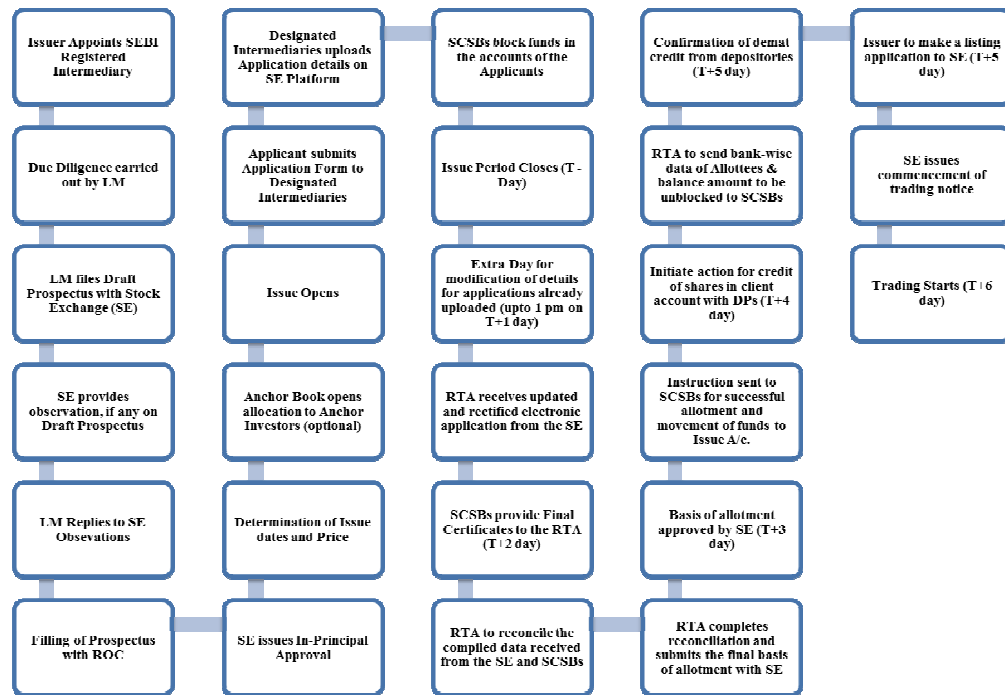 Issuer Appoints SEBI
Registered
Intermediary
Due Diligence carried
out by LM
LM files Draft
Prospectus with Stock
Exchange (SE)
SE provides
observation, if any on
Draft Prospectus
LM Replies to SE
Obsevations
Filling of Prospectus
with ROC
SE issues In-Principal
Approval
Determination of Issue
dates and Price
Anchor Book opens
allocation to Anchor
Investors (optional)
Issue Opens
Applicant submits
Application Form to
Designated
Intermediaries
Designated
Intermediaries uploads
Application details on
SE Platform
SCSBs block funds in
the accounts of the
Applicants
Issue Period Closes (T -
Day)
Extra Day for
modification of details
for applications already
uploaded (upto 1 pm on
T+1 day)
RTA receives updated
and rectified electronic
application from the SE
SCSBs provide Final
Certificates to the RTA
(T+2 day)
RTA to reconcile the
compiled data received
from the SE and SCSBs
RTA completes
reconciliation and
submits the final basis
of allotment with SE
Basis of allotment
approved by SE (T+3
day)
Instruction sent to
SCSBs for successful
allotment and
movement of funds to
Issue A/c.
Initiate action for credit
of shares in client
account with DPs (T+4
day)
RTA to send bank-wise
data of Allottees &
balance amount to be
unblocked to SCSBs
Confirmation of demat
credit from depositories
(T+5 day)
Issuer to make a listing
application to SE (T+5
day)
SE issues
commencement of
trading notice
Trading Starts (T+6
day)